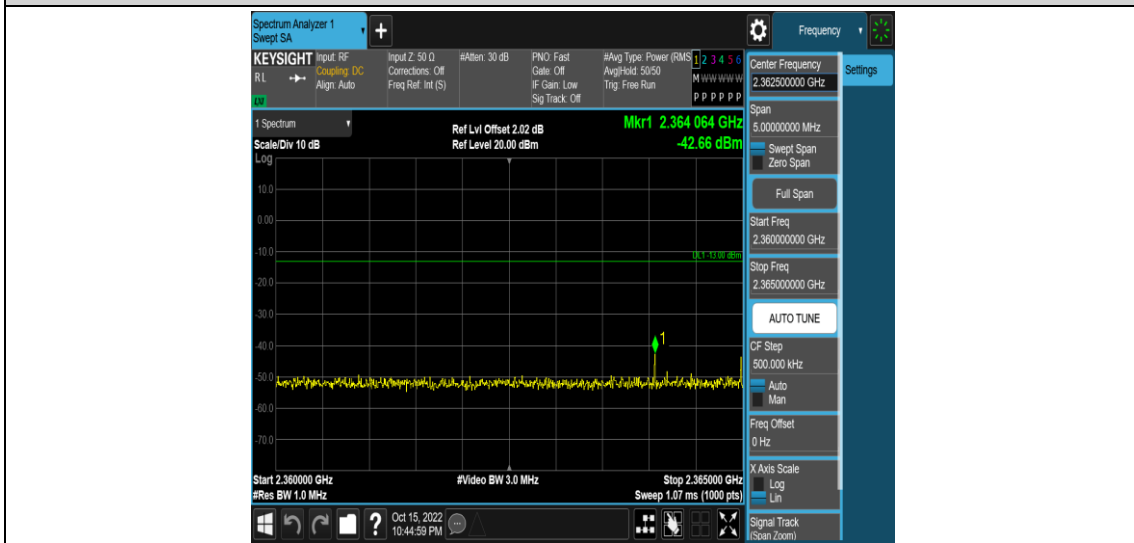 Spectrum Analyzer 1
Swept SA
+
Frequency
KEYSIGHT
RL
Input: RF
Coupling: DC
Align: Auto
Input Z: 50 Ω
Corrections: Off
Freq Ref: Int (S)
#Atten: 30 dB
PNO: Fast
Gate: Off
IF Gain: Low
Sig Track: Off
#Avg Type: Power (RMS
Avg|Hold: 50/50
Trig: Free Run
1 2 3 4 5 6
M W W W W W
P P P P P P
1 Spectrum
Scale/Div 10 dB
Ref Lvl Offset 2.02 dB
Ref Level 20.00 dBm
Mkr1 2.364 064 GHz
-42.66 dBm
Log
10.0
0.00
-10.0
DL1 -13.00 dBm
-20.0
-30.0
1
-40.0
-50.0
-60.0
-70.0
Start 2.360000 GHz
#Res BW 1.0 MHz
#Video BW 3.0 MHz
Stop 2.365000 GHz
Sweep 1.07 ms (1000 pts)
Center Frequency
2.362500000 GHz
Settings
Span
5.00000000 MHz
Swept Span
Zero Span
Full Span
Start Freq
2.360000000 GHz
Stop Freq
2.365000000 GHz
AUTO TUNE
CF Step
500.000 kHz
Auto
Man
Freq Offset
0 Hz
X Axis Scale
Log
Lin
Signal Track
(Span Zoom)
?
Oct 15, 2022
10:44:59 PM